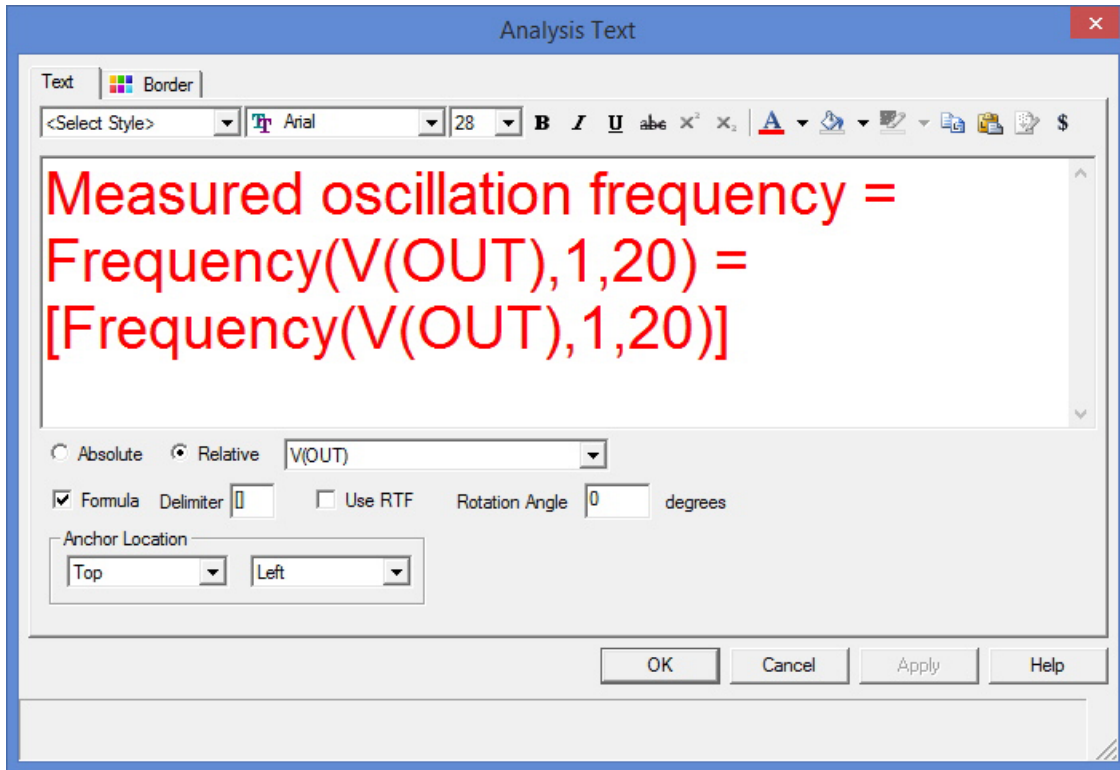 Analysis Text
Text Border
<Select Style> Arial 28 B I U abc X² X₂ A $
Measured oscillation frequency =
Frequency(V(OUT),1,20) =
[Frequency(V(OUT),1,20)]
Absolute Relative V(OUT)
Formula Delimiter [] Use RTF Rotation Angle 0 degrees
Anchor Location
Top Left
OK Cancel Apply Help